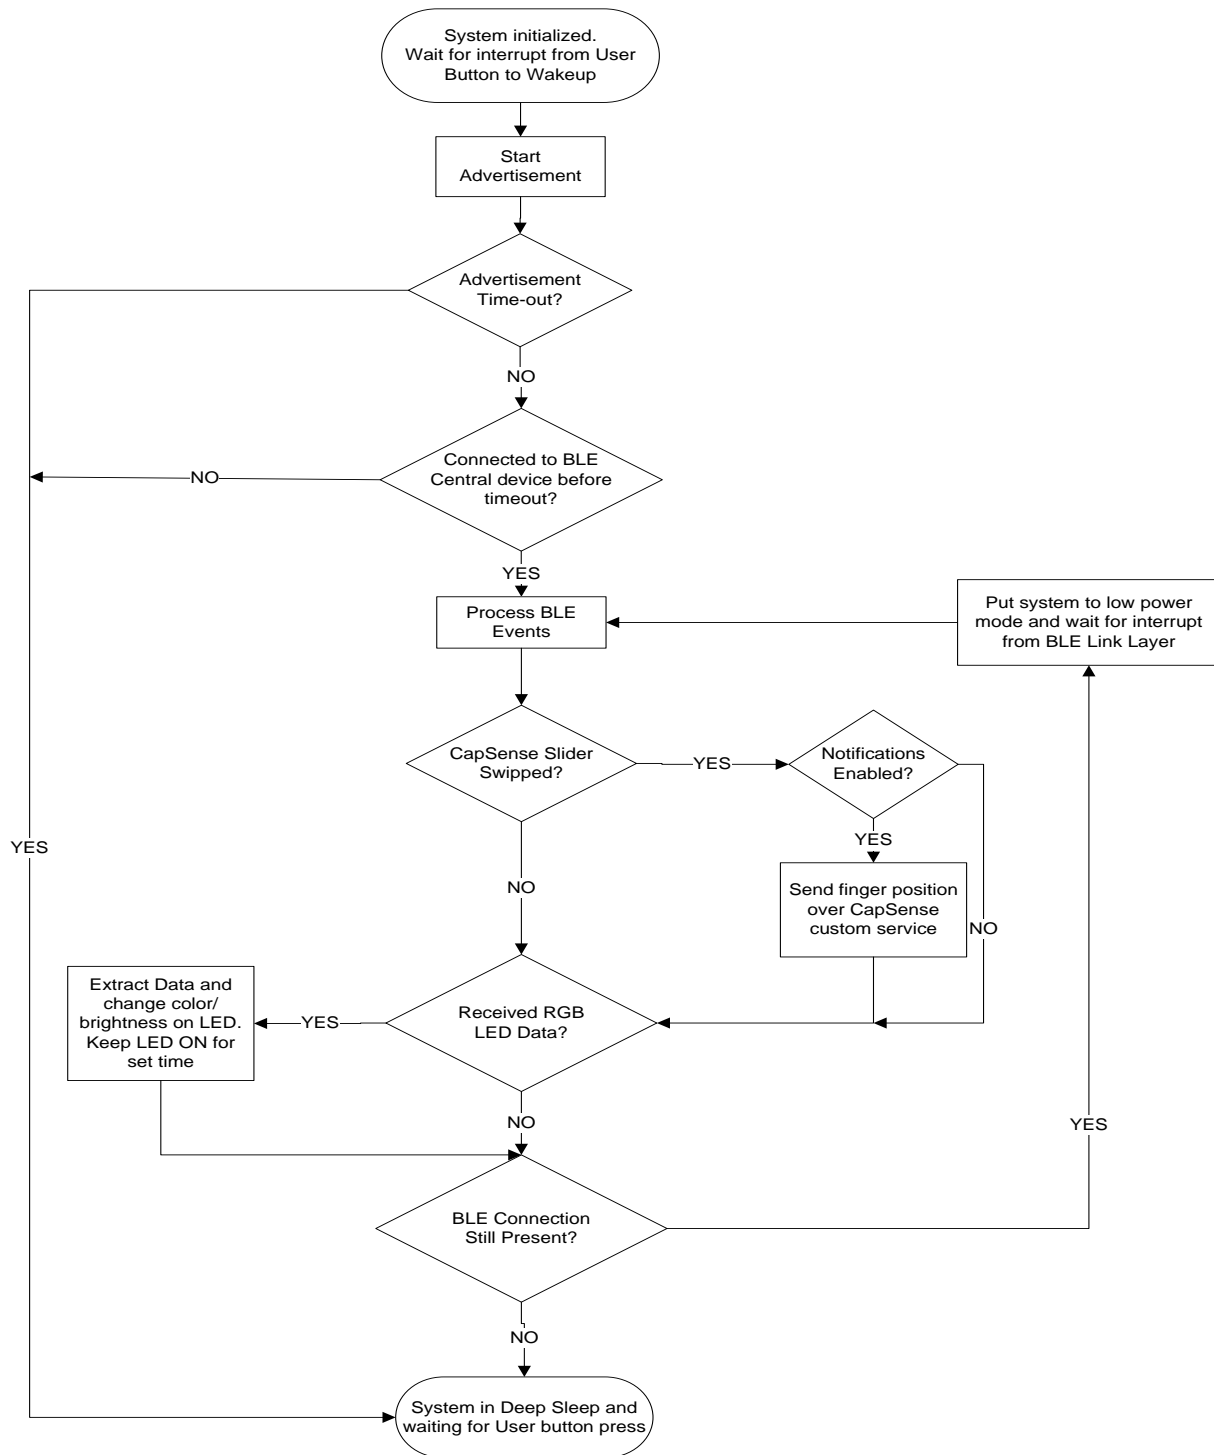 System initialized.
Wait for interrupt from User
Button to Wakeup
Start
Advertisement
Advertisement
Time-out?
NO
Connected to BLE
Central device before
timeout?
NO
YES
Process BLE
Events
Put system to low power
mode and wait for interrupt
from BLE Link Layer
CapSense Slider
Swipped?
YES
Notifications
Enabled?
YES
YES
NO
Send finger position
over CapSense
custom service
NO
Extract Data and
change color/
brightness on LED.
Keep LED ON for
set time
YES
Received RGB
LED Data?
NO
YES
BLE Connection
Still Present?
NO
System in Deep Sleep and
waiting for User button press